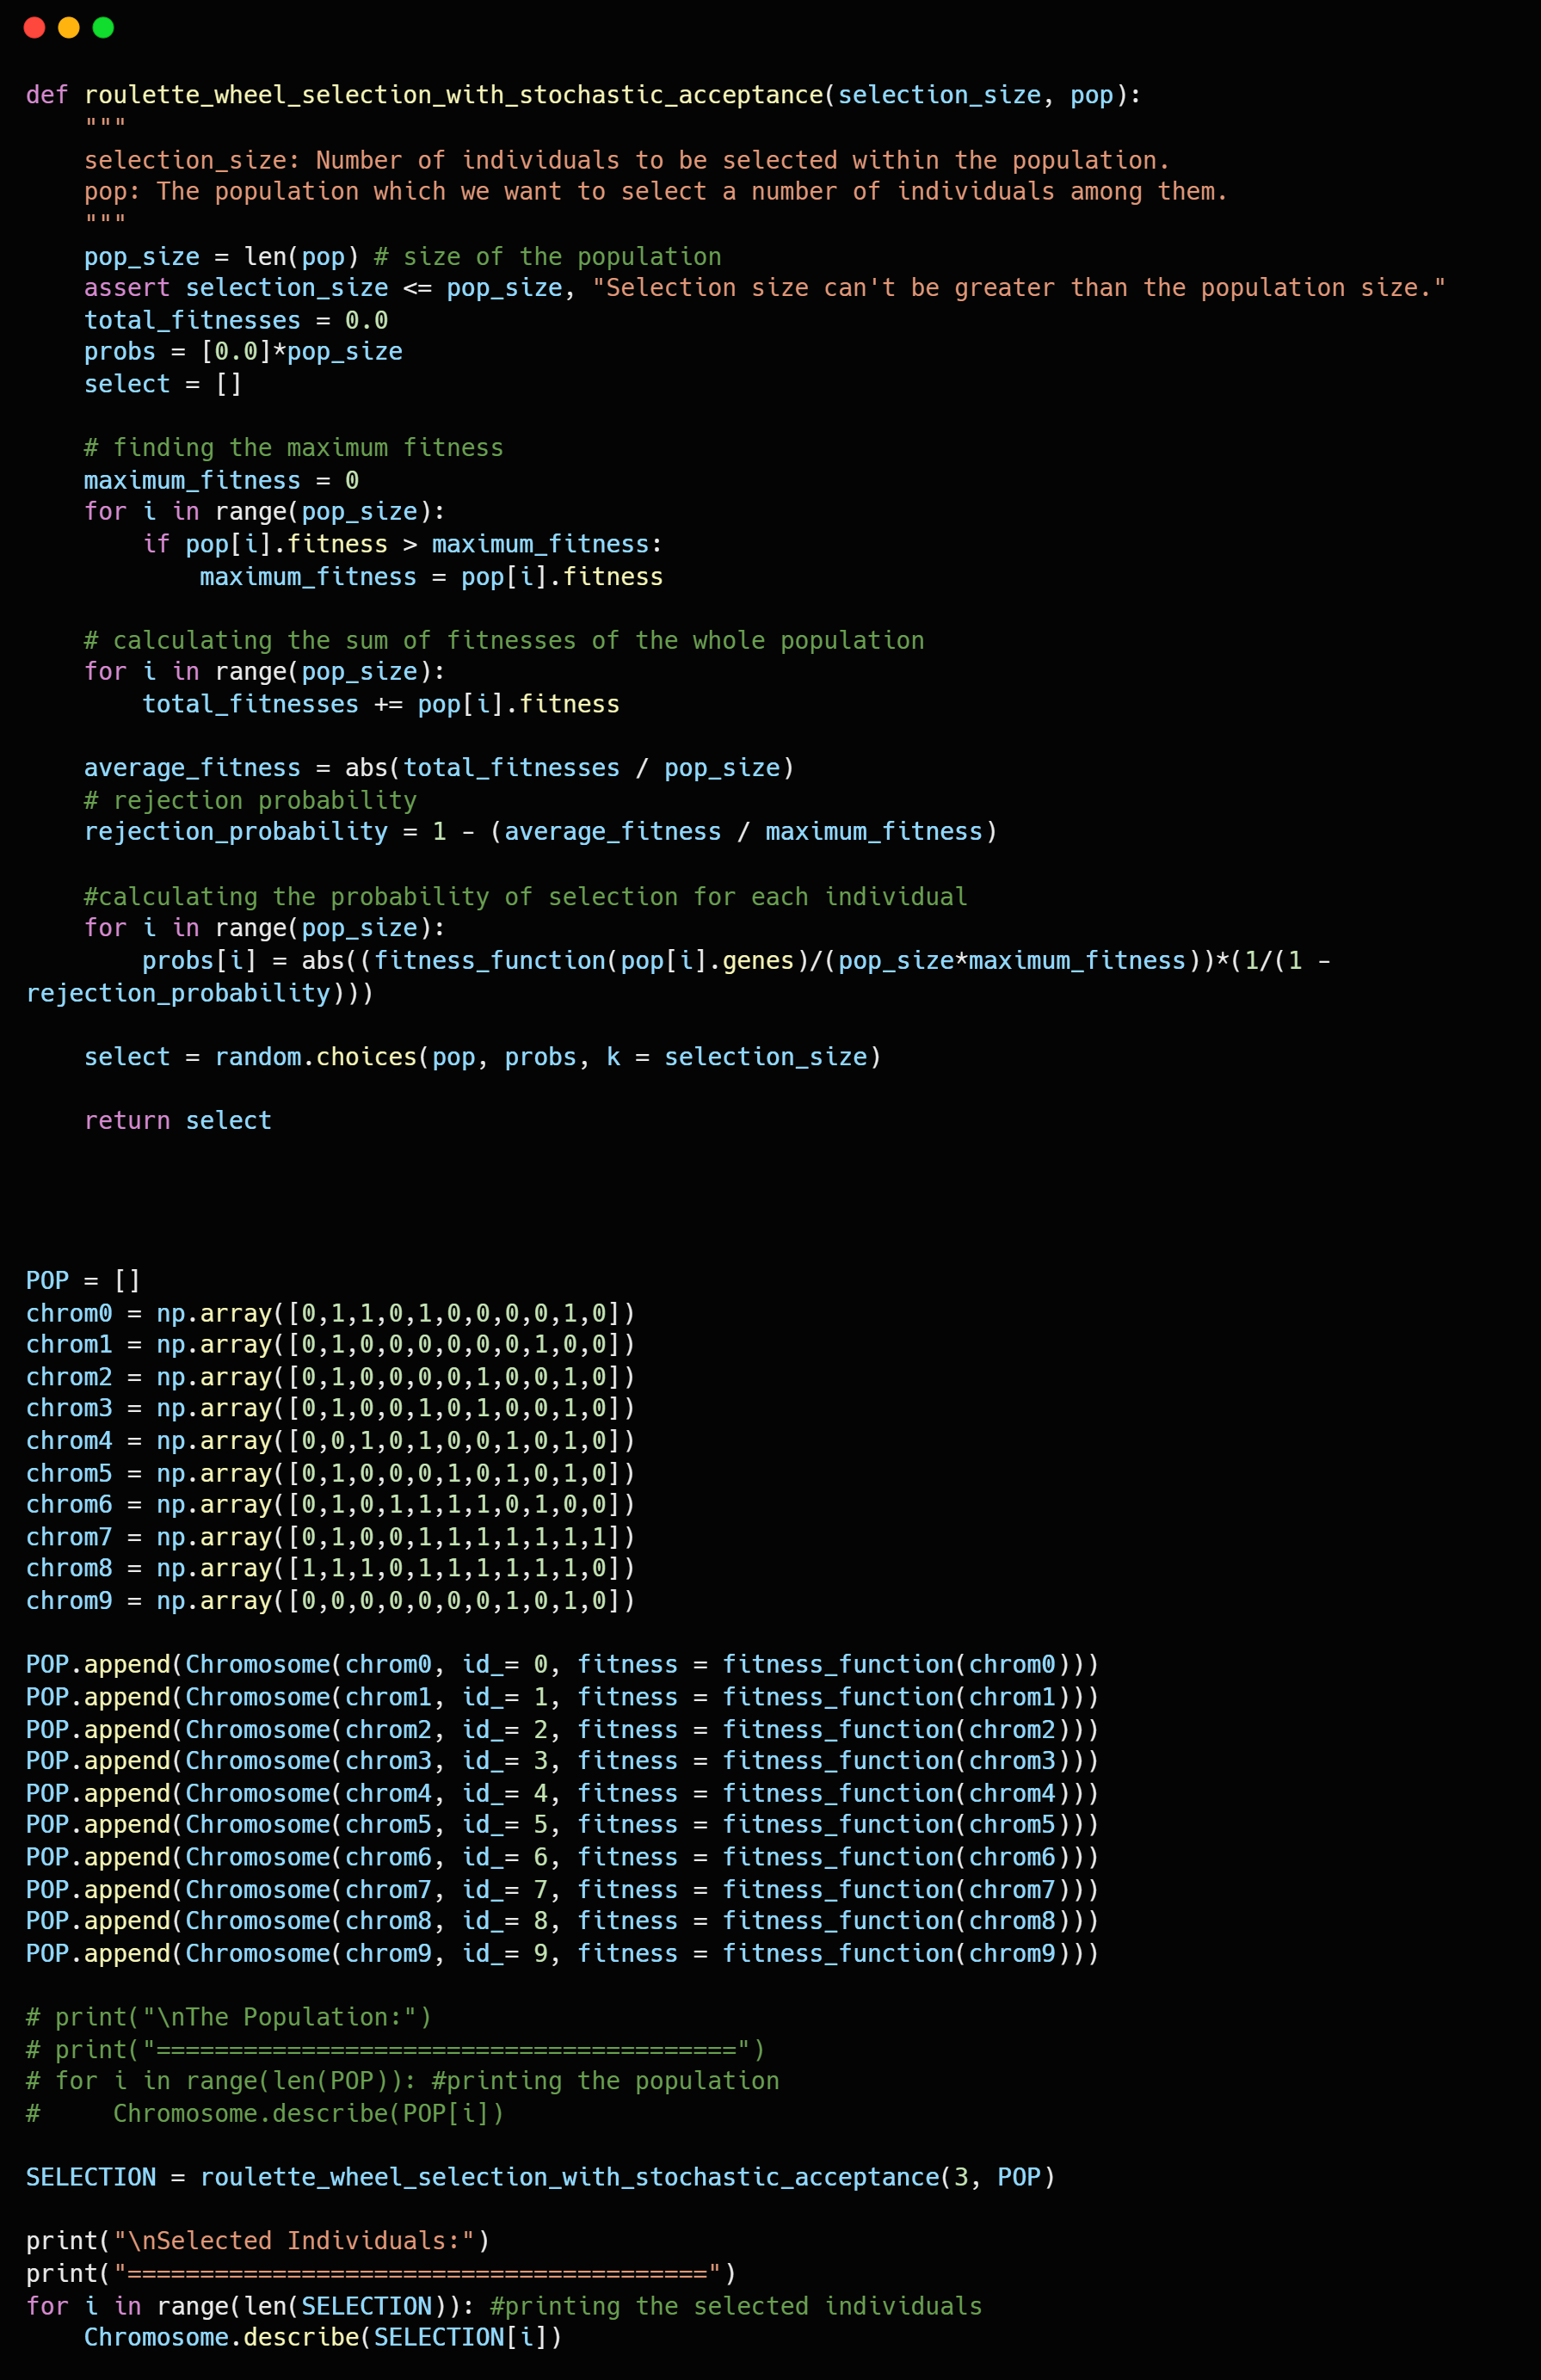 def roulette_wheel_selection_with_stochastic_acceptance(selection_size, pop):
    """
    selection_size: Number of individuals to be selected within the population.
    pop: The population which we want to select a number of individuals among them.
    """
    pop_size = len(pop) # size of the population
    assert selection_size <= pop_size, "Selection size can't be greater than the population size."
    total_fitnesses = 0.0
    probs = [0.0]*pop_size
    select = []

    # finding the maximum fitness
    maximum_fitness = 0
    for i in range(pop_size):
        if pop[i].fitness > maximum_fitness:
            maximum_fitness = pop[i].fitness

    # calculating the sum of fitnesses of the whole population
    for i in range(pop_size):
        total_fitnesses += pop[i].fitness

    average_fitness = abs(total_fitnesses / pop_size)
    # rejection probability
    rejection_probability = 1 - (average_fitness / maximum_fitness)

    #calculating the probability of selection for each individual
    for i in range(pop_size):
        probs[i] = abs((fitness_function(pop[i].genes)/(pop_size*maximum_fitness))*(1/(1 -
rejection_probability)))

    select = random.choices(pop, probs, k = selection_size)

    return select

POP = []
chrom0 = np.array([0,1,1,0,1,0,0,0,0,1,0])
chrom1 = np.array([0,1,0,0,0,0,0,0,1,0,0])
chrom2 = np.array([0,1,0,0,0,0,1,0,0,1,0])
chrom3 = np.array([0,1,0,0,1,0,1,0,0,1,0])
chrom4 = np.array([0,0,1,0,1,0,0,1,0,1,0])
chrom5 = np.array([0,1,0,0,0,1,0,1,0,1,0])
chrom6 = np.array([0,1,0,1,1,1,1,0,1,0,0])
chrom7 = np.array([0,1,0,0,1,1,1,1,1,1,1])
chrom8 = np.array([1,1,1,0,1,1,1,1,1,1,0])
chrom9 = np.array([0,0,0,0,0,0,0,1,0,1,0])

POP.append(Chromosome(chrom0, id_= 0, fitness = fitness_function(chrom0)))
POP.append(Chromosome(chrom1, id_= 1, fitness = fitness_function(chrom1)))
POP.append(Chromosome(chrom2, id_= 2, fitness = fitness_function(chrom2)))
POP.append(Chromosome(chrom3, id_= 3, fitness = fitness_function(chrom3)))
POP.append(Chromosome(chrom4, id_= 4, fitness = fitness_function(chrom4)))
POP.append(Chromosome(chrom5, id_= 5, fitness = fitness_function(chrom5)))
POP.append(Chromosome(chrom6, id_= 6, fitness = fitness_function(chrom6)))
POP.append(Chromosome(chrom7, id_= 7, fitness = fitness_function(chrom7)))
POP.append(Chromosome(chrom8, id_= 8, fitness = fitness_function(chrom8)))
POP.append(Chromosome(chrom9, id_= 9, fitness = fitness_function(chrom9)))

# print("\nThe Population:")
# print("========================================")
# for i in range(len(POP)): #printing the population
#     Chromosome.describe(POP[i])

SELECTION = roulette_wheel_selection_with_stochastic_acceptance(3, POP)

print("\nSelected Individuals:")
print("========================================")
for i in range(len(SELECTION)): #printing the selected individuals
    Chromosome.describe(SELECTION[i])